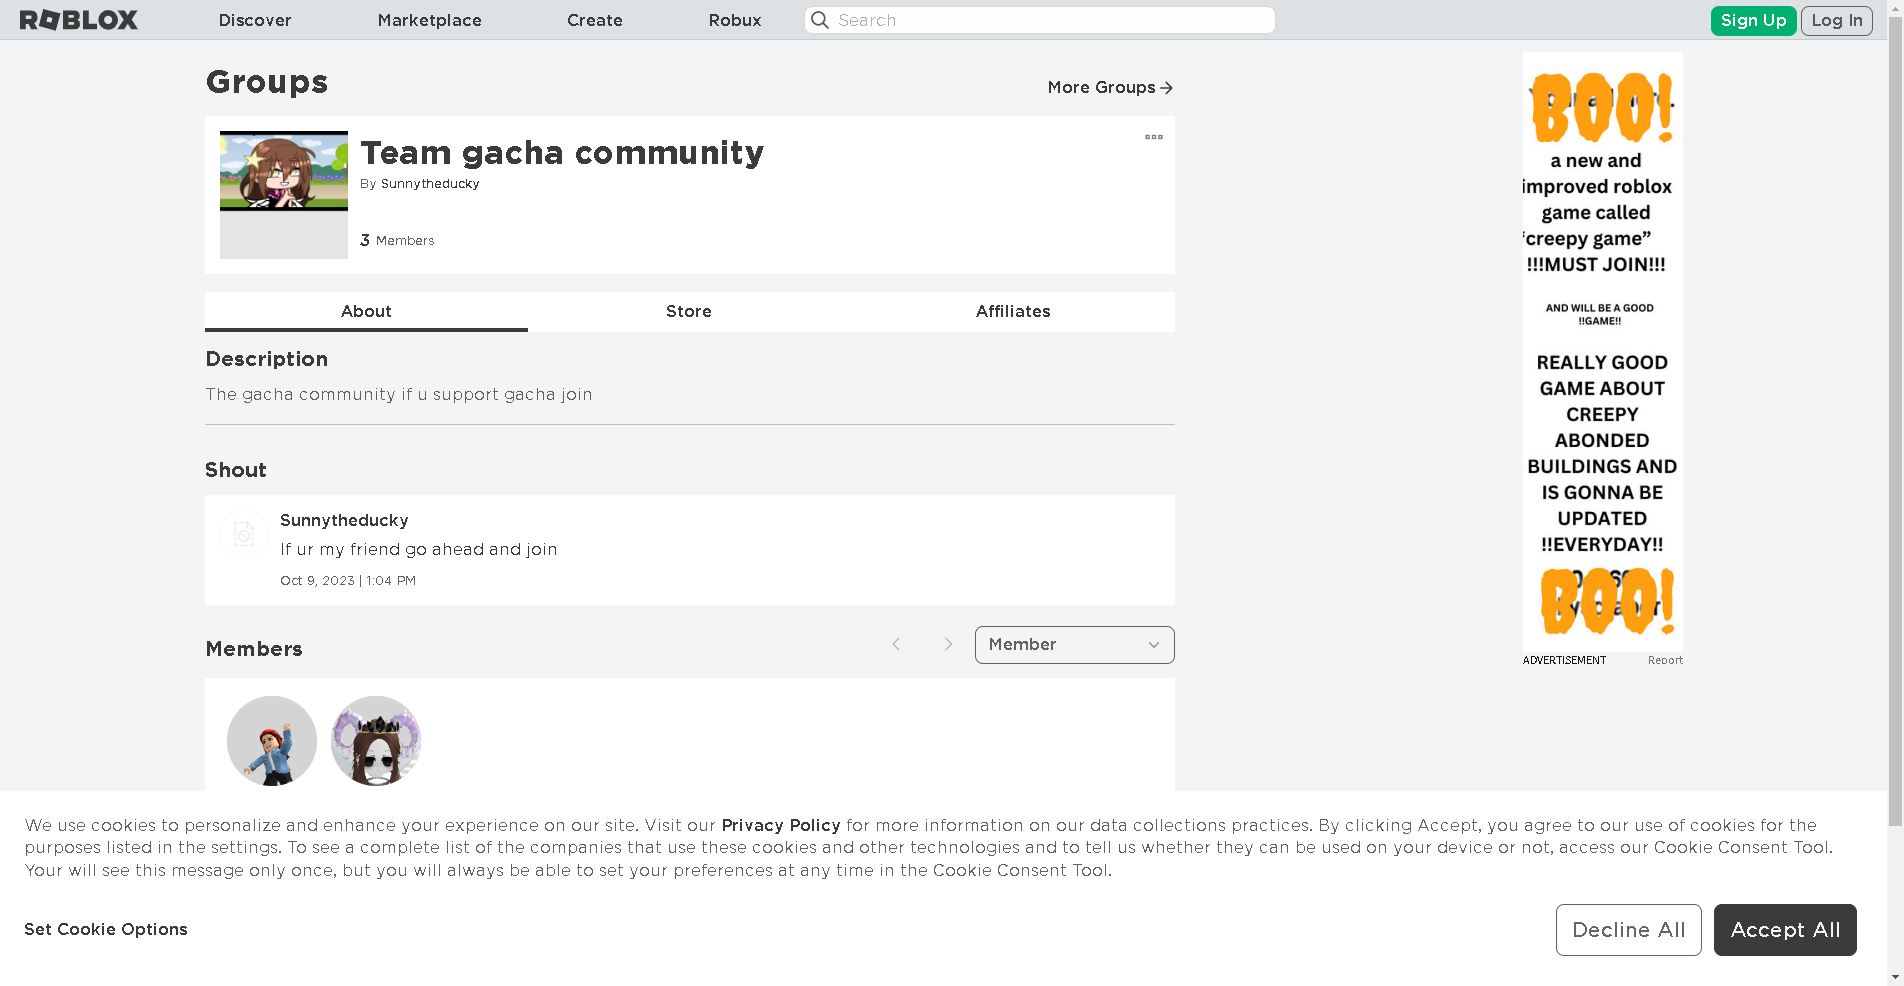 ROBLOX
Discover
Marketplace
Create
Robux
Search
Sign Up
Log In
Groups
More Groups
Team gacha community
By Sunnytheducky
3 Members
About
Store
Affiliates
Description
The gacha community if u support gacha join
Shout
Sunnytheducky
If ur my friend go ahead and join
Oct 9, 2023 | 1:04 PM
Members
Member
BOO!
a new and
improved roblox
game called
"creepy game”
!!!MUST JOIN!!!
AND WILL BE A GOOD
!!GAME!!
REALLY GOOD
GAME ABOUT
CREEPY
ABONDED
BUILDINGS AND
IS GONNA BE
UPDATED
!!EVERYDAY!!
BOO!
ADVERTISEMENT
Report
We use cookies to personalize and enhance your experience on our site. Visit our Privacy Policy for more information on our data collections practices. By clicking Accept, you agree to our use of cookies for the
purposes listed in the settings. To see a complete list of the companies that use these cookies and other technologies and to tell us whether they can be used on your device or not, access our Cookie Consent Tool.
Your will see this message only once, but you will always be able to set your preferences at any time in the Cookie Consent Tool.
Set Cookie Options
Decline All
Accept All